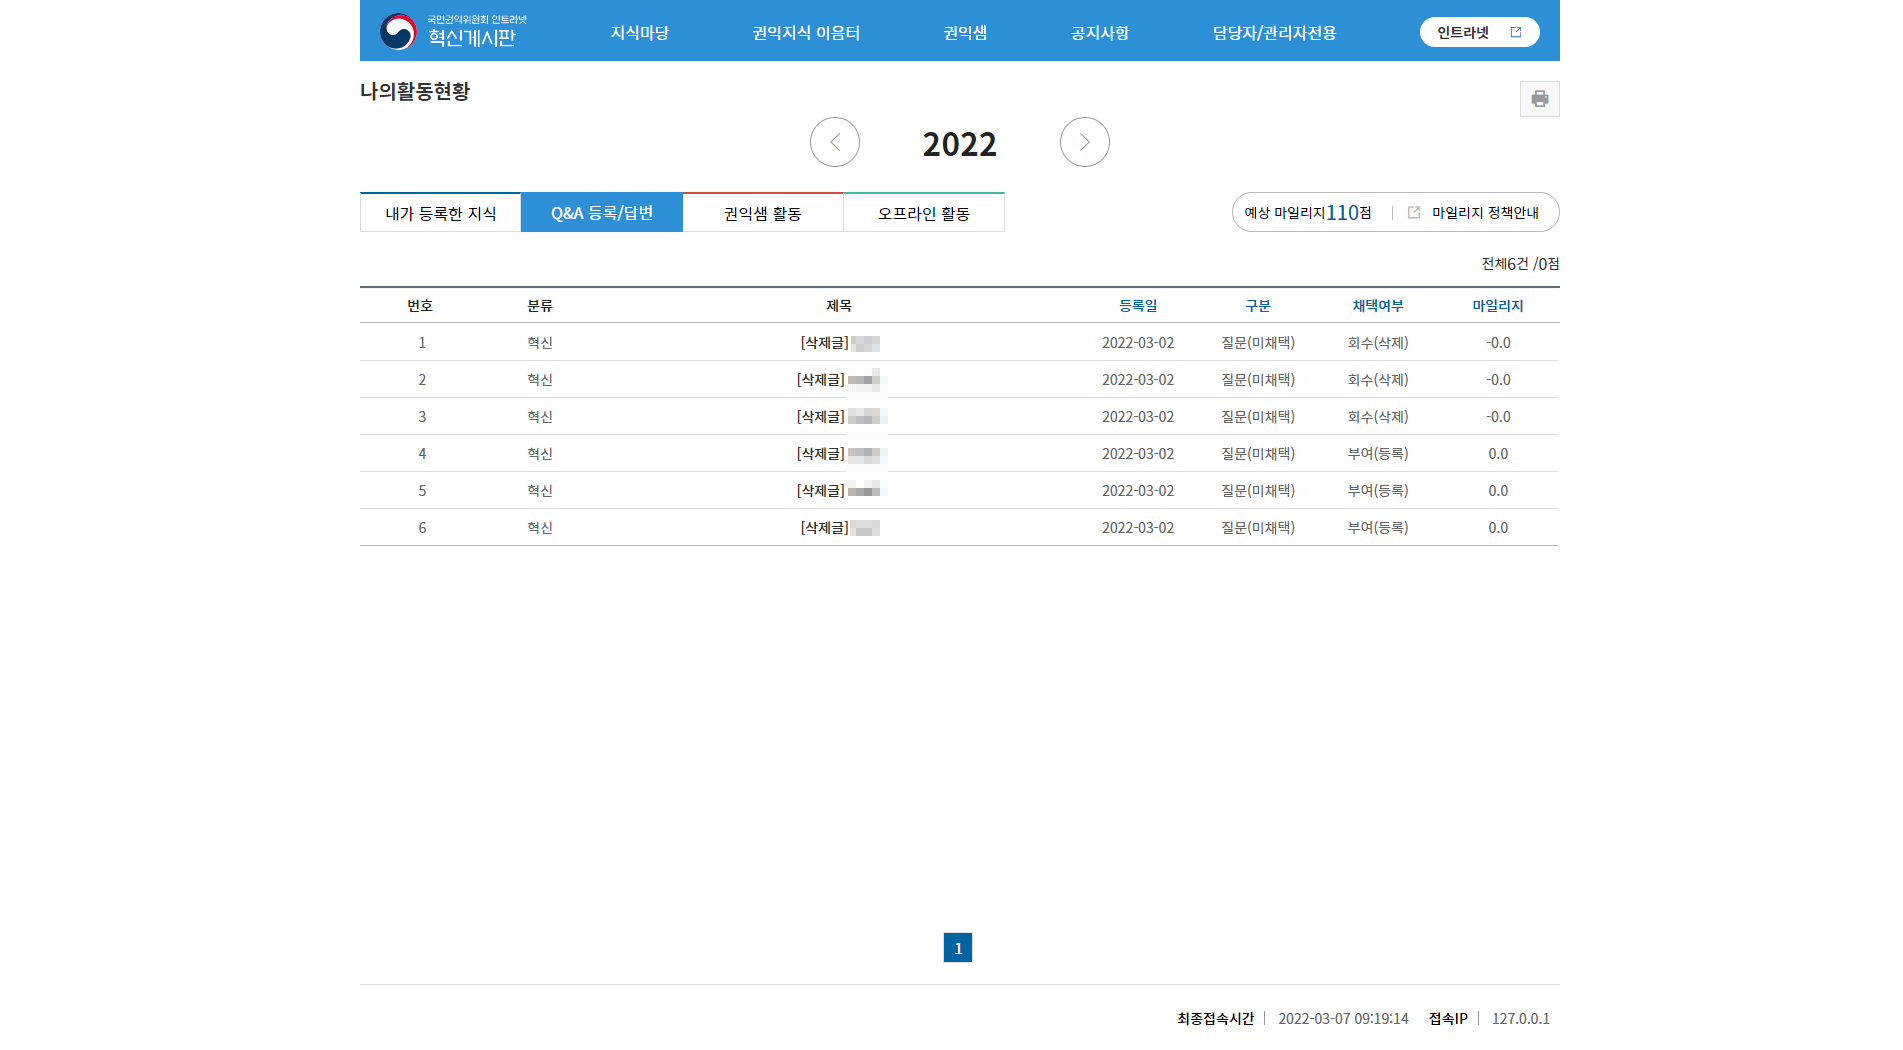 국민권익위원회 인트라넷
혁신게시판
지식마당 권익지식 이음터 권익샘 공지사항 담당자/관리자전용 인트라넷
나의활동현황
2022
내가 등록한 지식 Q&A 등록/답변 권익샘 활동 오프라인 활동 예상 마일리지110점 마일리지 정책안내
전체6건 /0점
번호 분류 제목 등록일 구분 채택여부 마일리지
1 혁신 [삭제글] 2022-03-02 질문(미채택) 회수(삭제) -0.0
2 혁신 [삭제글] 2022-03-02 질문(미채택) 회수(삭제) -0.0
3 혁신 [삭제글] 2022-03-02 질문(미채택) 회수(삭제) -0.0
4 혁신 [삭제글] 2022-03-02 질문(미채택) 부여(등록) 0.0
5 혁신 [삭제글] 2022-03-02 질문(미채택) 부여(등록) 0.0
6 혁신 [삭제글] 2022-03-02 질문(미채택) 부여(등록) 0.0
1
최종접속시간 2022-03-07 09:19:14 접속IP 127.0.0.1